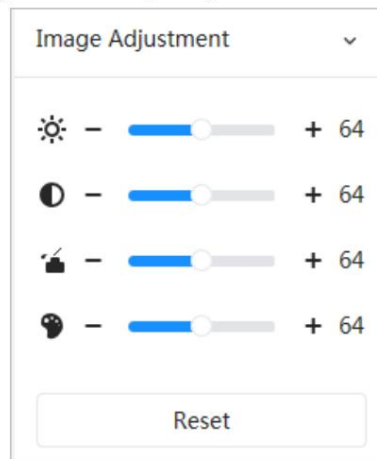 Image Adjustment
− + 64
− + 64
− + 64
− + 64
Reset